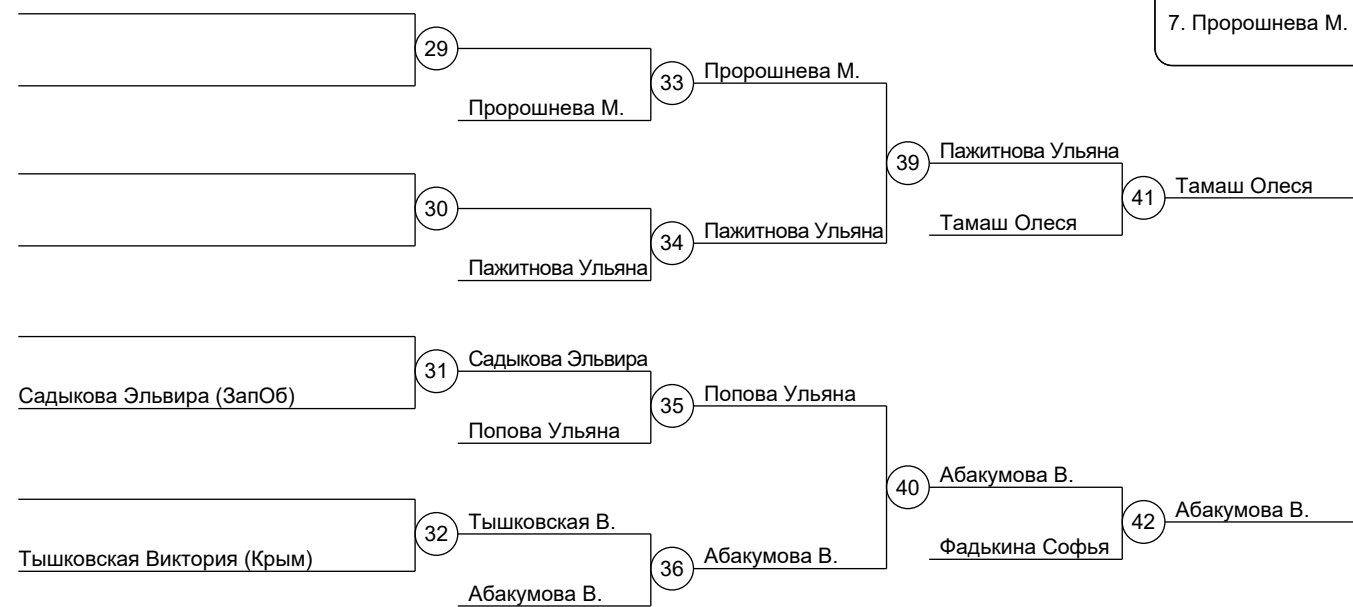 7. Пророшнева М.
29
33
Пророшнева М.
Пророшнева М.
39
Пажитнова Ульяна
41
Тамаш Олеся
30
34
Пажитнова Ульяна
Тамаш Олеся
Пажитнова Ульяна
31
Садыкова Эльвира
Садыкова Эльвира (ЗапОб)
35
Попова Ульяна
Попова Ульяна
40
Абакумова В.
42
Абакумова В.
32
Тышковская В.
Фадькина Софья
Тышковская Виктория (Крым)
36
Абакумова В.
Абакумова В.